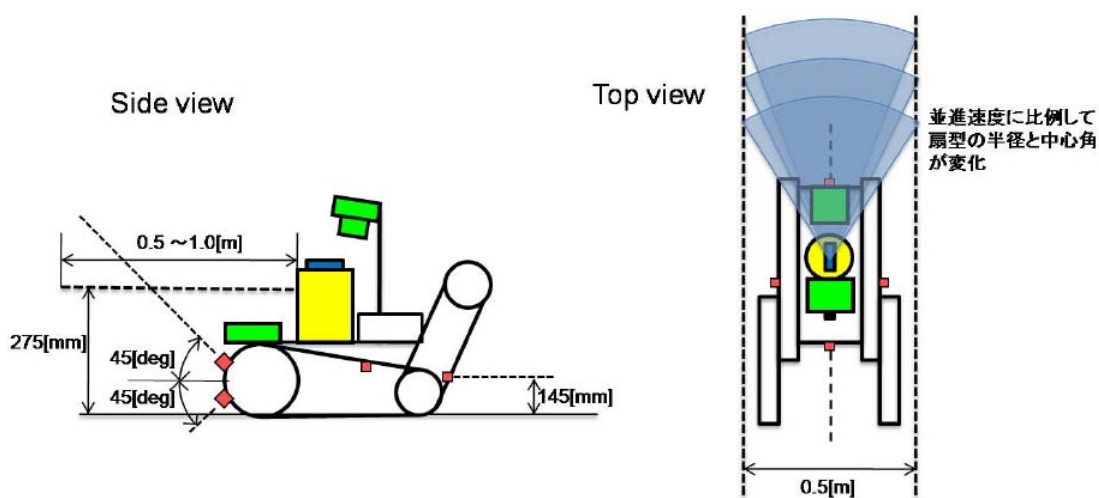 Side view
Top view
並進速度に比例して
扇型の半径と中心角
が変化
0.5 ～1.0[m]
275[mm]
45[deg]
45[deg]
145[mm]
0.5[m]